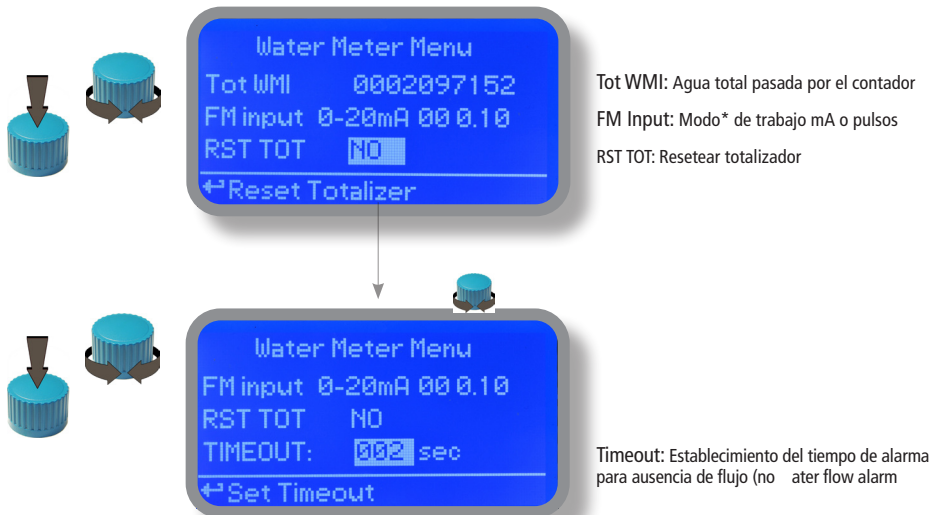 Water Meter Menu
Tot WMI 0002097152
FM input 0-20mA 00 0.10
RST TOT NO
Reset Totalizer
Tot WMI: Agua total pasada por el contador
FM Input: Modo* de trabajo mA o pulsos
RST TOT: Resetear totalizador
Water Meter Menu
FM input 0-20mA 00 0.10
RST TOT NO
TIMEOUT: 002 sec
Set Timeout
Timeout: Establecimiento del tiempo de alarma
para ausencia de flujo (no ater flow alarm